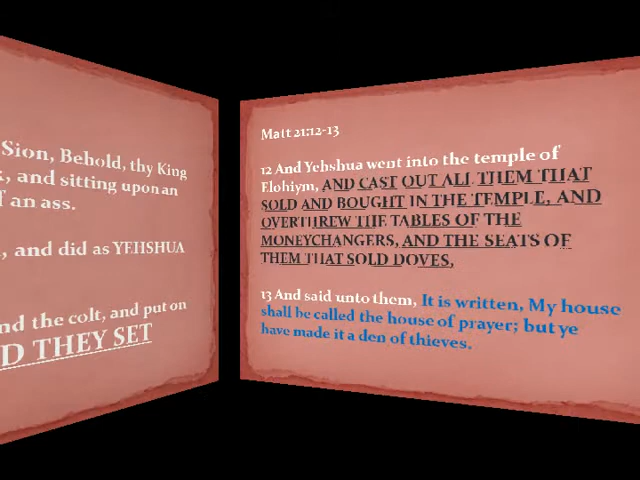 Sion, Behold, thy King
, and sitting upon an
f an ass.
, and did as YEHSHUA
nd the colt, and put on
D THEY SET
Matt 21:12-13
12 And Yehshua went into the temple of
Elohiym, AND CAST OUT ALL THEM THAT
SOLD AND BOUGHT IN THE TEMPLE, AND
OVERTHREW THE TABLES OF THE
MONEYCHANGERS, AND THE SEATS OF
THEM THAT SOLD DOVES,
13 And said unto them, It is written, My house
shall be called the house of prayer; but ye
have made it a den of thieves.